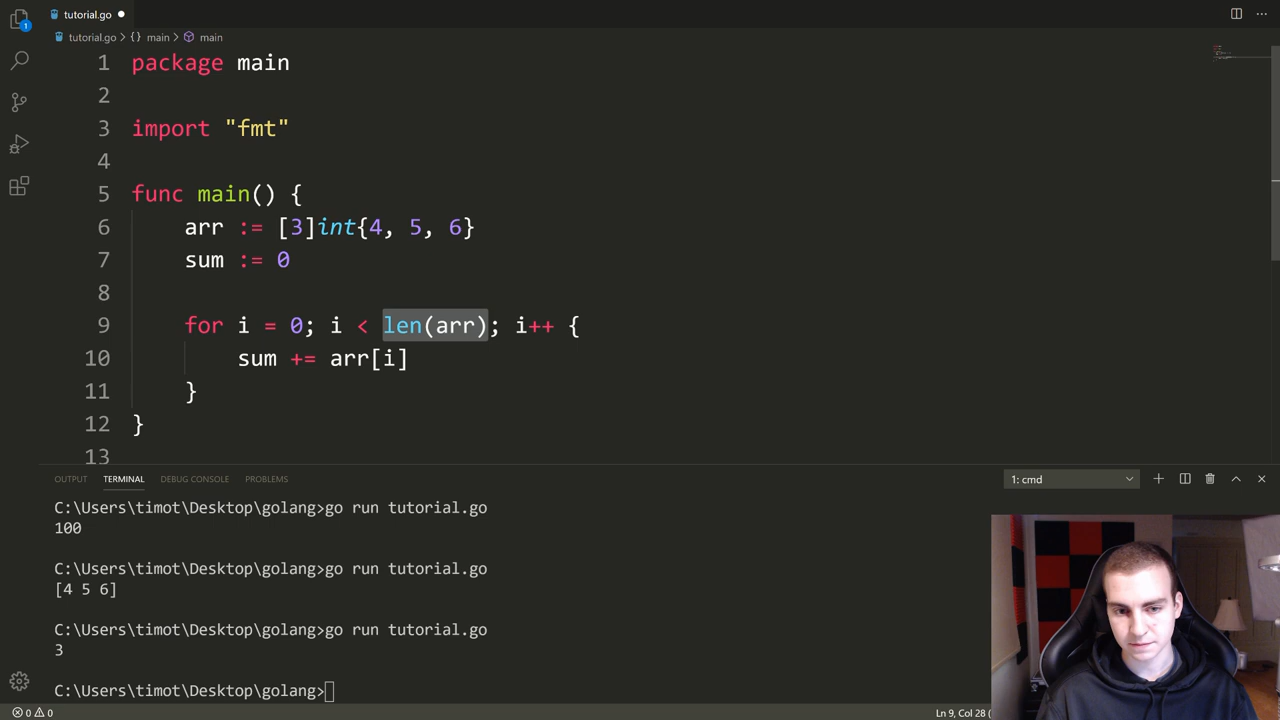 tutorial.go
tutorial.go > {} main > main
1 package main
2
3 import "fmt"
4
5 func main() {
6 arr := [3]int{4, 5, 6}
7 sum := 0
8
9 for i = 0; i < len(arr); i++ {
10 sum += arr[i]
11 }
12 }
13
OUTPUT TERMINAL DEBUG CONSOLE PROBLEMS 1: cmd
C:\Users\timot\Desktop\golang>go run tutorial.go
100
C:\Users\timot\Desktop\golang>go run tutorial.go
[4 5 6]
C:\Users\timot\Desktop\golang>go run tutorial.go
3
C:\Users\timot\Desktop\golang>
0 0 Ln 9, Col 28 (
1